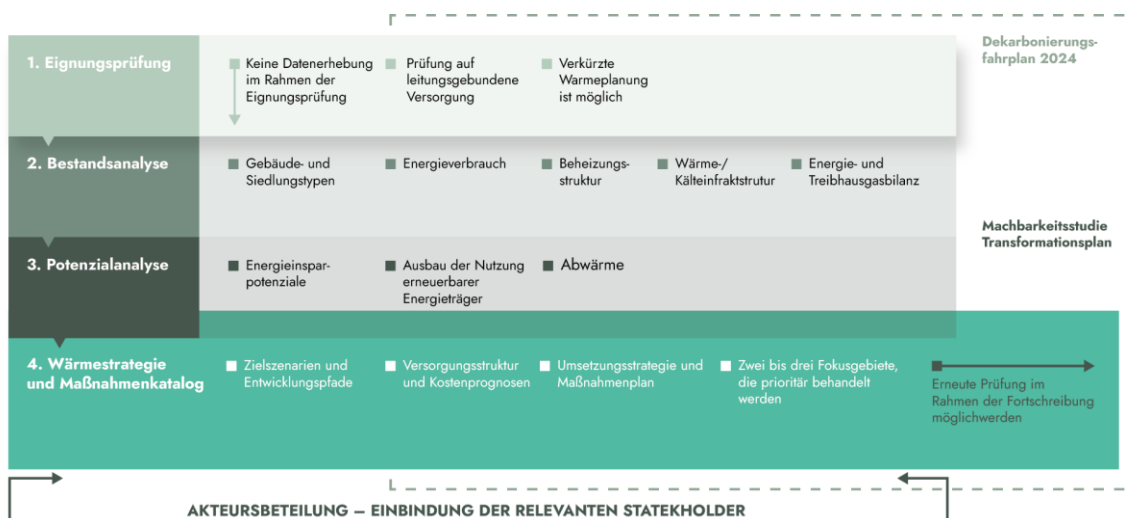 Dekarbonierungs-
fahrplan 2024
1. Eignungsprüfung
Keine Datenerhebung
im Rahmen der
Eignungsprüfung
Prüfung auf
leitungsgebundene
Versorgung
Verkürzte
Warmeplanung
ist möglich
2. Bestandsanalyse
Gebäude- und
Siedlungstypen
Energieverbrauch
Beheizungs-
struktur
Wärme-/
Kälteinfraktstrutur
Energie- und
Treibhausgasbilanz
Machbarkeitsstudie
Transformationsplan
3. Potenzialanalyse
Energieeinspar-
potenziale
Ausbau der Nutzung
erneuerbarer
Energieträger
Abwärme
4. Wärmestrategie
und Maßnahmenkatalog
Zielszenarien und
Entwicklungspfade
Versorgungsstruktur
und Kostenprognosen
Umsetzungsstrategie und
Maßnahmenplan
Zwei bis drei Fokusgebiete,
die prioritär behandelt
werden
Erneute Prüfung im
Rahmen der Fortschreibung
möglichwerden
AKTEURSBETEILIGUNG – EINBINDUNG DER RELEVANTEN STATEKHOLDER